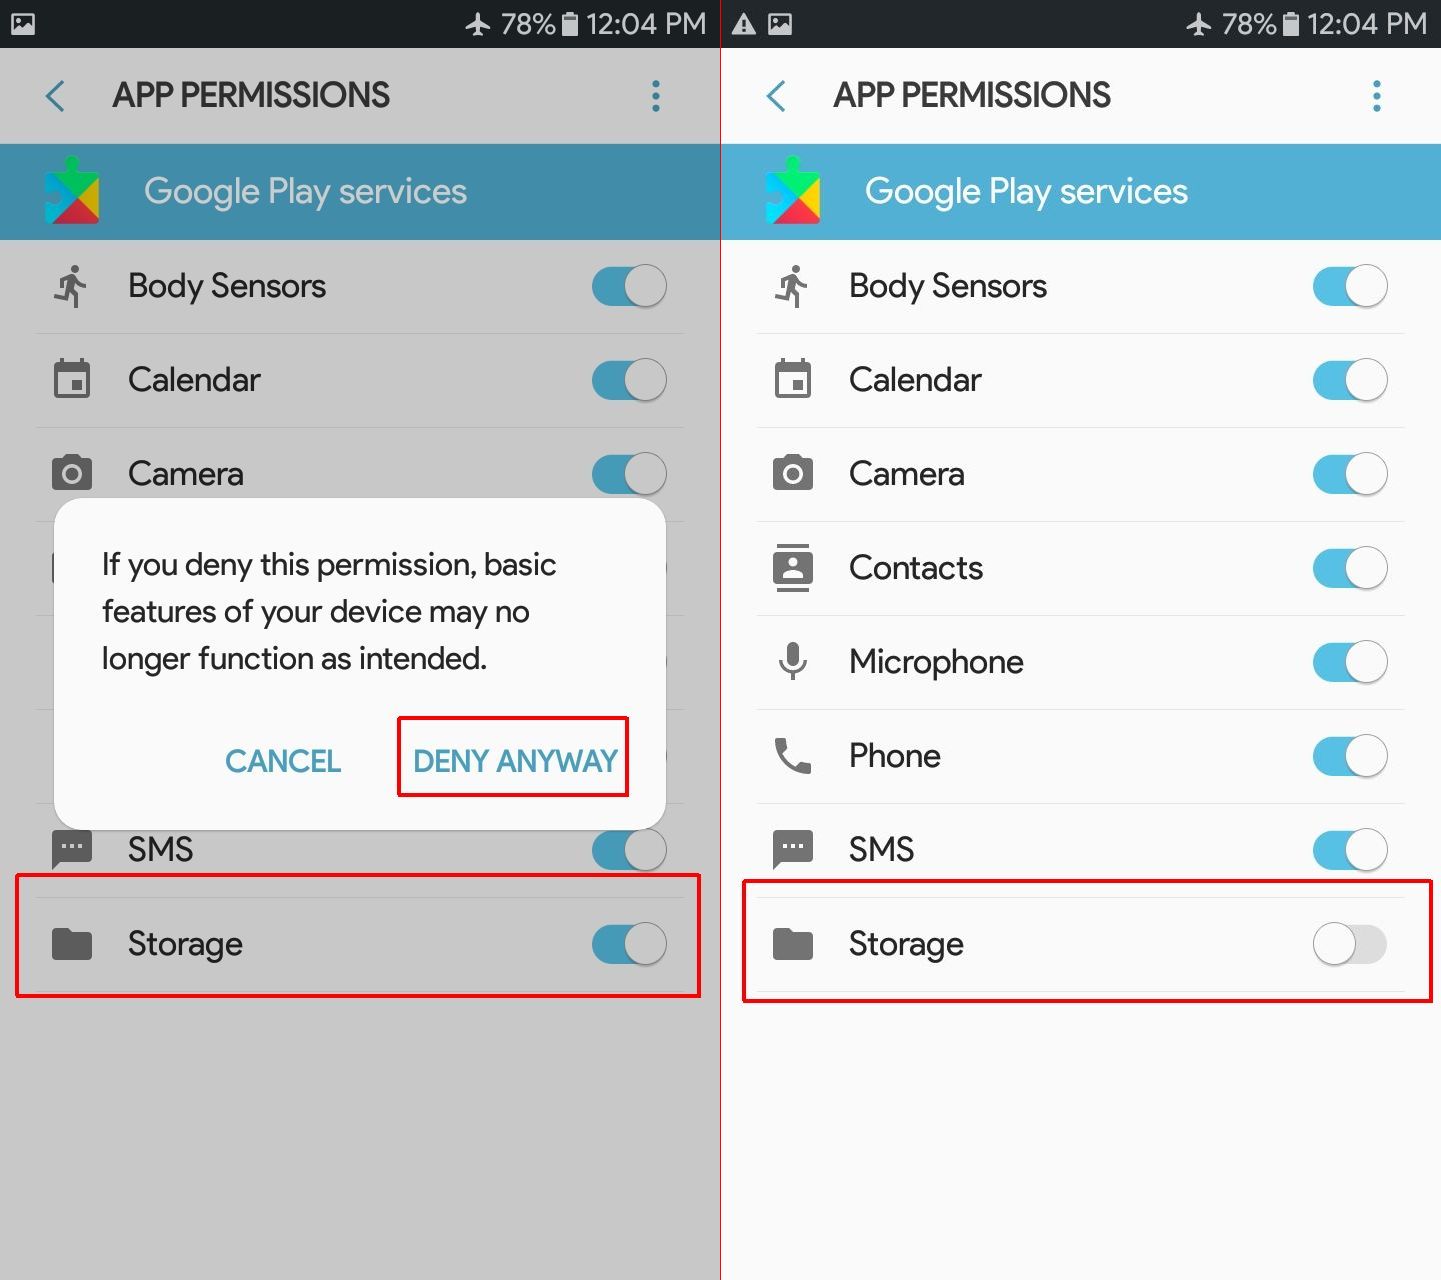 78% 12:04 PM
APP PERMISSIONS
Google Play services
Body Sensors
Calendar
Camera
If you deny this permission, basic
features of your device may no
longer function as intended.
CANCEL DENY ANYWAY
SMS
Storage
78% 12:04 PM
APP PERMISSIONS
Google Play services
Body Sensors
Calendar
Camera
Contacts
Microphone
Phone
SMS
Storage